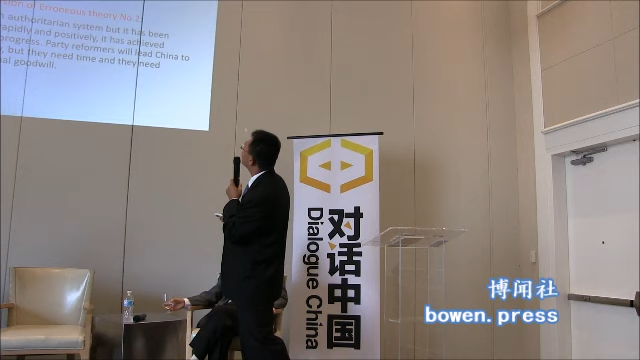 ion of Erroneous theory No.2
authoritarian system but it has been
rapidly and positively, it has achieved
progress. Party reformers will lead China to
, but they need time and they need
goodwill.
对话中国
Dialogue China
博闻社
bowen.press